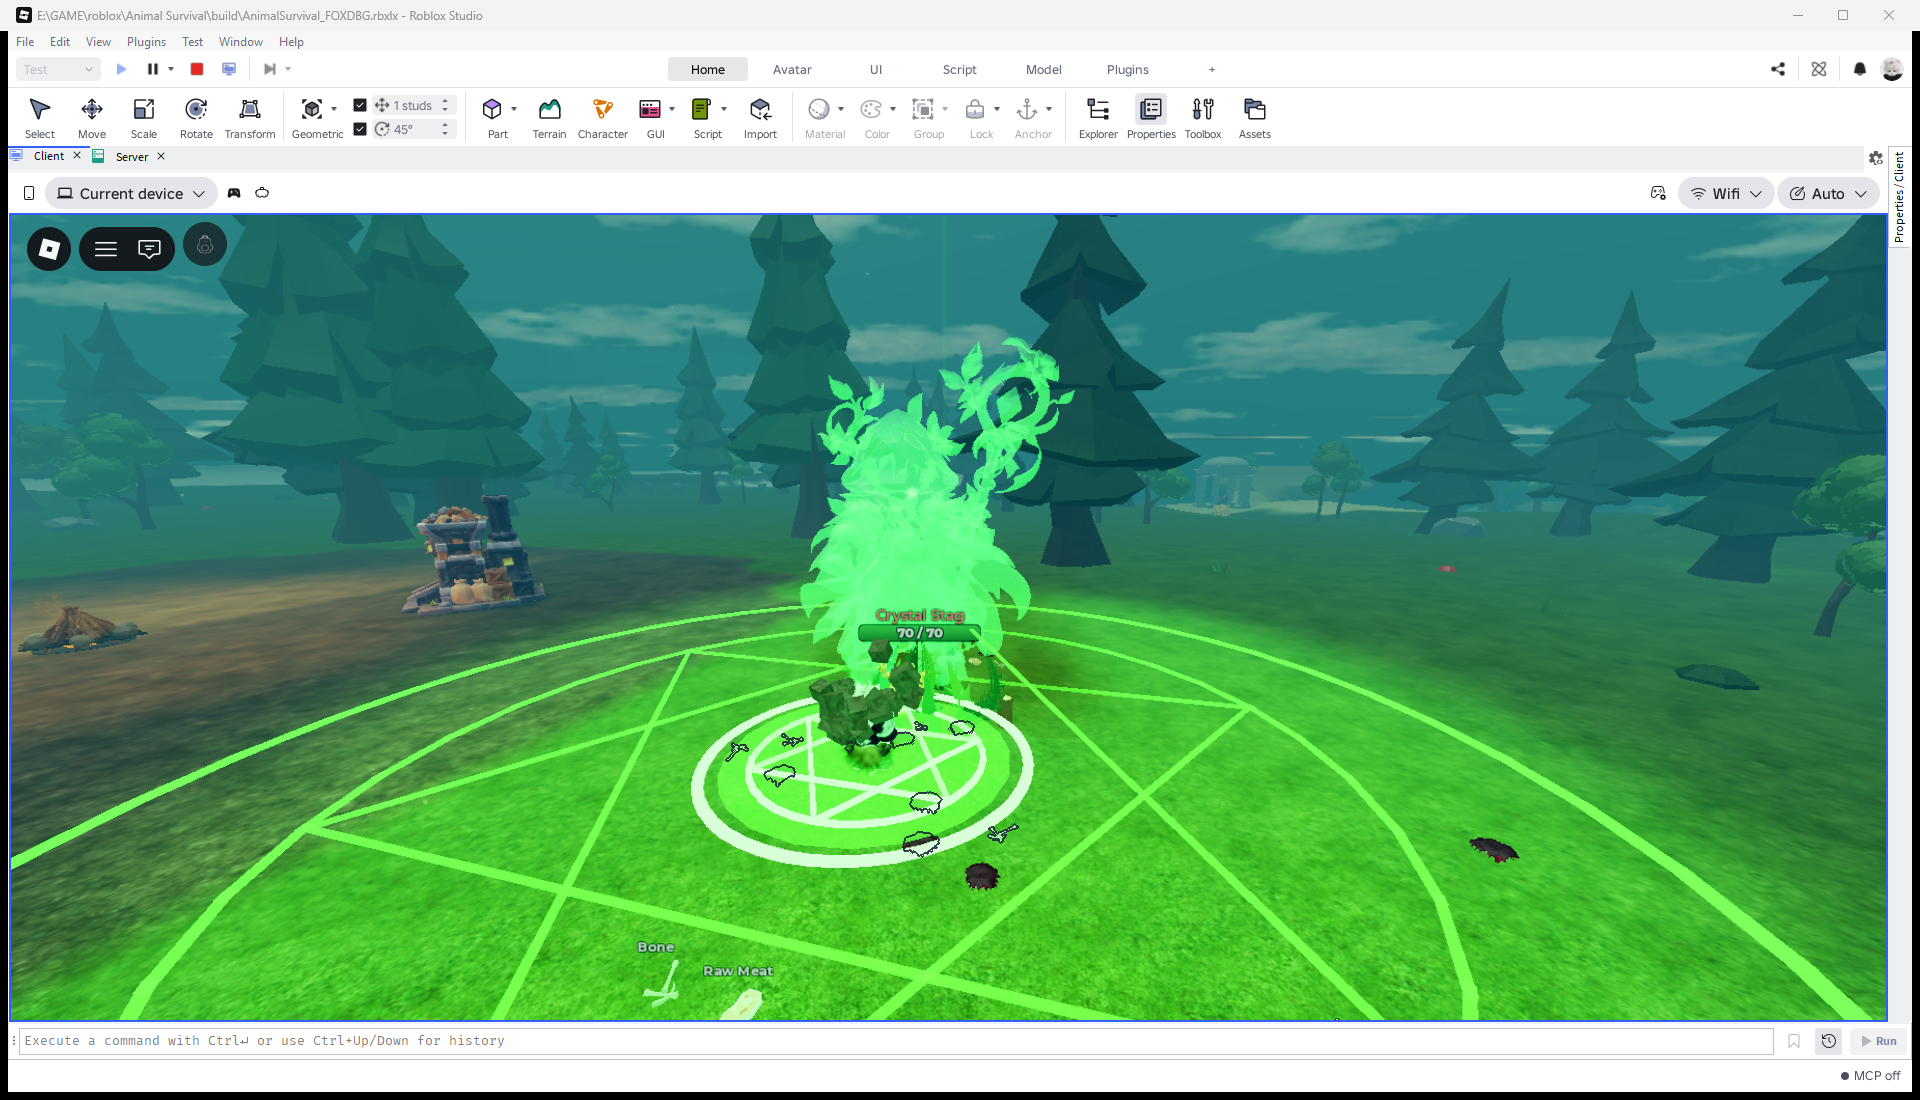 E:\GAME\roblox\Animal Survival\build\AnimalSurvival_FOXDBG.rbxlx - Roblox Studio
File Edit View Plugins Test Window Help
Test
Home Avatar UI Script Model Plugins +
Select Move Scale Rotate Transform Geometric 1 studs 45° Part Terrain Character GUI Script Import Material Color Group Lock Anchor Explorer Properties Toolbox Assets
Client Server
Current device Wifi Auto
Properties / Client
Crystal Stag
70 / 70
Bone
Raw Meat
Execute a command with Ctrl↵ or use Ctrl+Up/Down for history
Run
MCP off